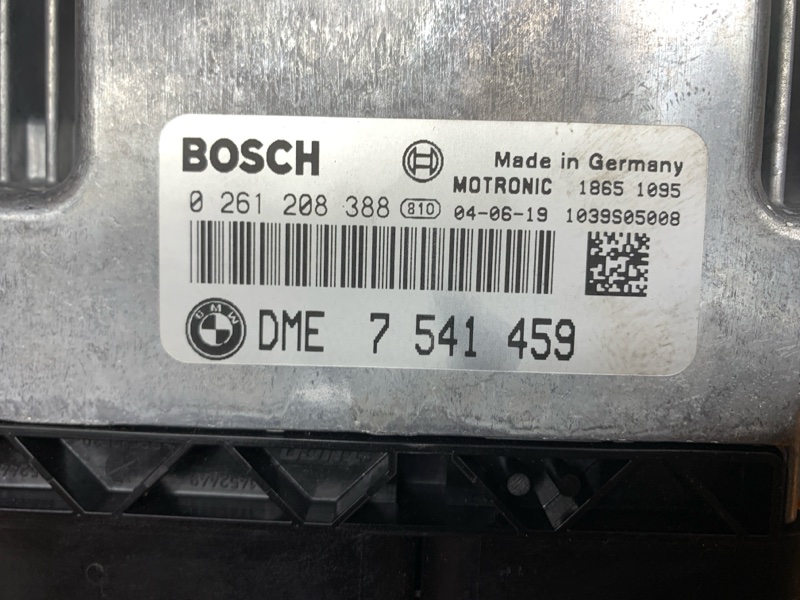 BOSCH
Made in Germany
MOTRONIC 1865 1095
0 261 208 388 810 04-06-19 1039S05008
BMW DME 7 541 459